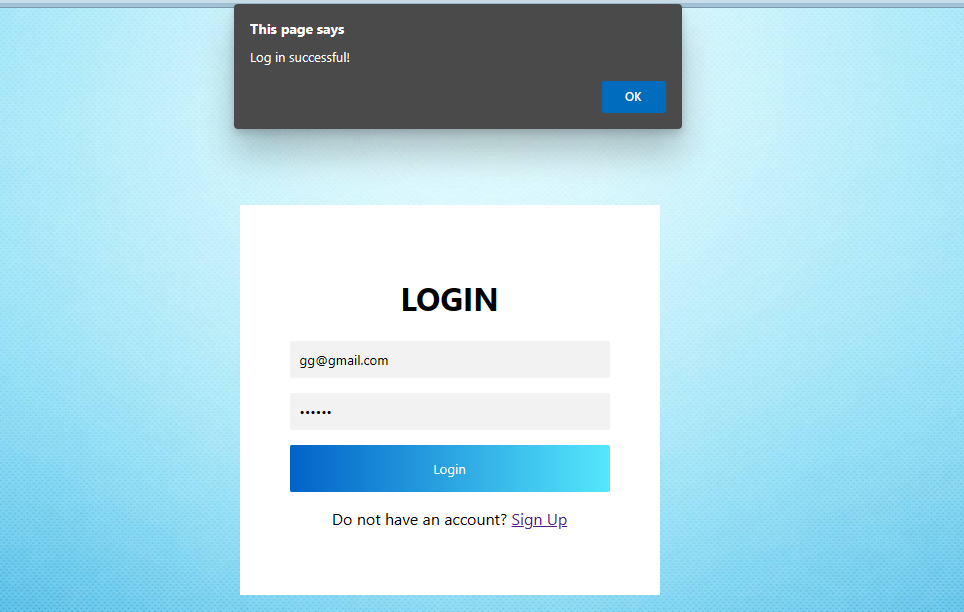 This page says
Log in successful!
OK
LOGIN
gg@gmail.com
••••••
Login
Do not have an account? Sign Up